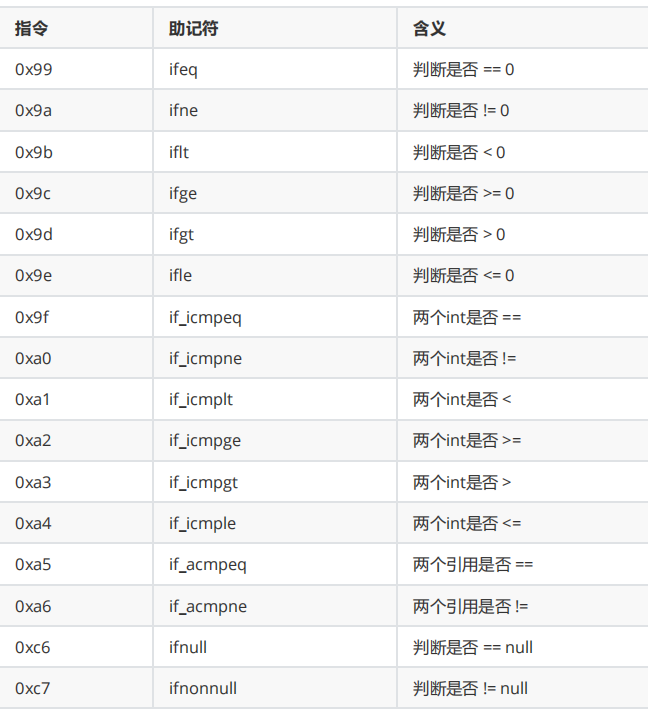 指令 助记符 含义
0x99 ifeq 判断是否 == 0
0x9a ifne 判断是否 != 0
0x9b iflt 判断是否 < 0
0x9c ifge 判断是否 >= 0
0x9d ifgt 判断是否 > 0
0x9e ifle 判断是否 <= 0
0x9f if_icmpeq 两个int是否 ==
0xa0 if_icmpne 两个int是否 !=
0xa1 if_icmplt 两个int是否 <
0xa2 if_icmpge 两个int是否 >=
0xa3 if_icmpgt 两个int是否 >
0xa4 if_icmple 两个int是否 <=
0xa5 if_acmpeq 两个引用是否 ==
0xa6 if_acmpne 两个引用是否 !=
0xc6 ifnull 判断是否 == null
0xc7 ifnonnull 判断是否 != null